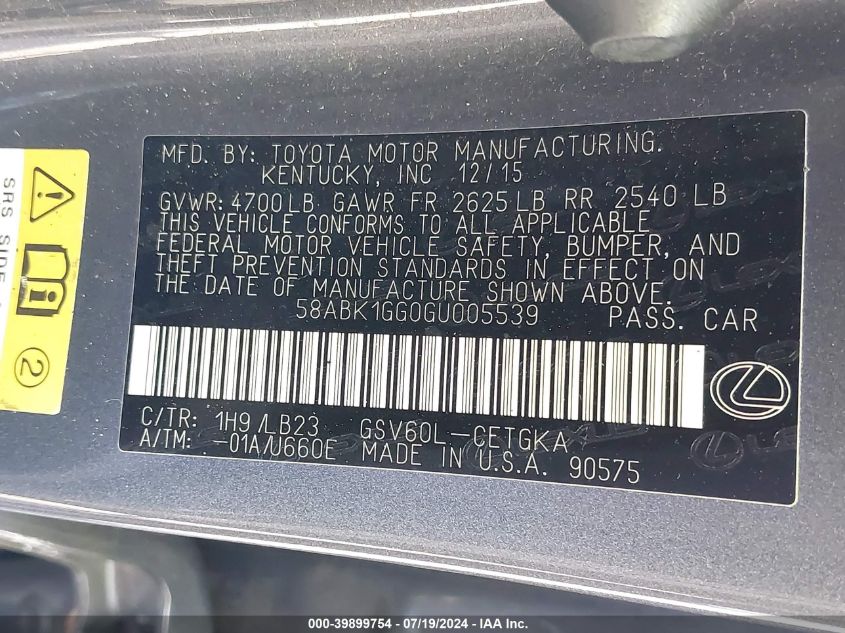 MFD. BY: TOYOTA MOTOR MANUFACTURING.
KENTUCKY, INC 12/15
GVWR: 4700 LB GAWR FR 2625 LB RR 2540 LB
THIS VEHICLE CONFORMS TO ALL APPLICABLE
FEDERAL MOTOR VEHICLE SAFETY, BUMPER, AND
THEFT PREVENTION STANDARDS IN EFFECT ON
THE DATE OF MANUFACTURE SHOWN ABOVE.
58ABK1GG0GU005539 PASS. CAR
C/TR: 1H9/LB23 GSV60L-CETGKA
A/TM: -01A/U660E MADE IN U.S.A. 90575
SRS SIDE
2
000-39899754 - 07/19/2024 - IAA Inc.